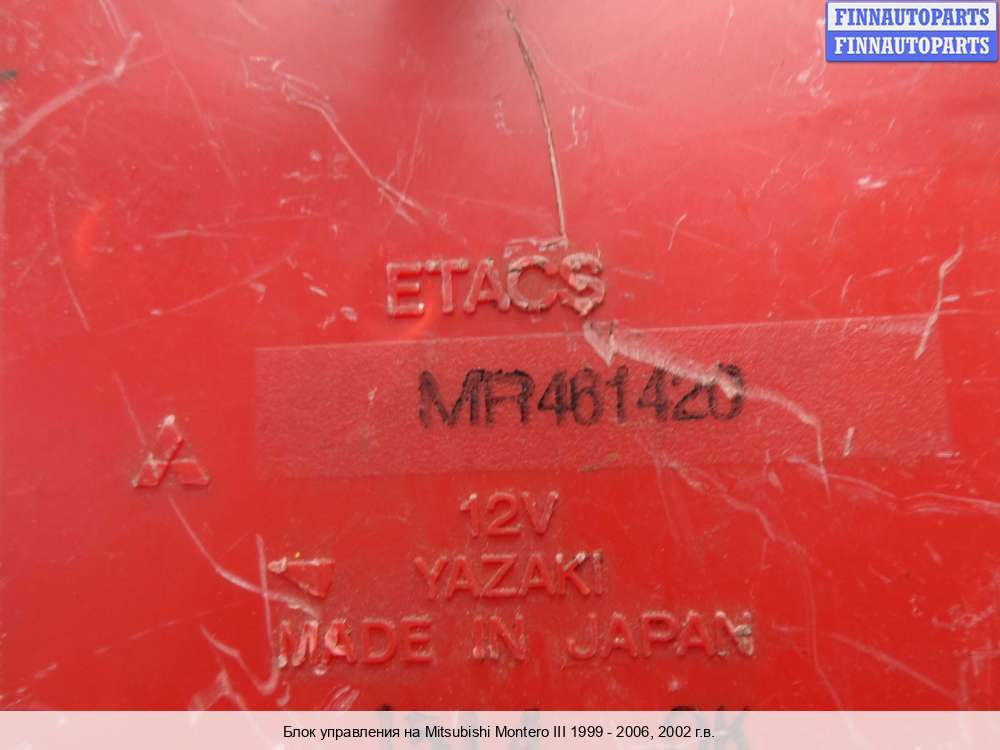 FINNAUTOPARTS
FINNAUTOPARTS
ETACS
MR461420
12V
YAZAKI
MADE IN JAPAN
Блок управления на Mitsubishi Montero III 1999 - 2006, 2002 г.в.